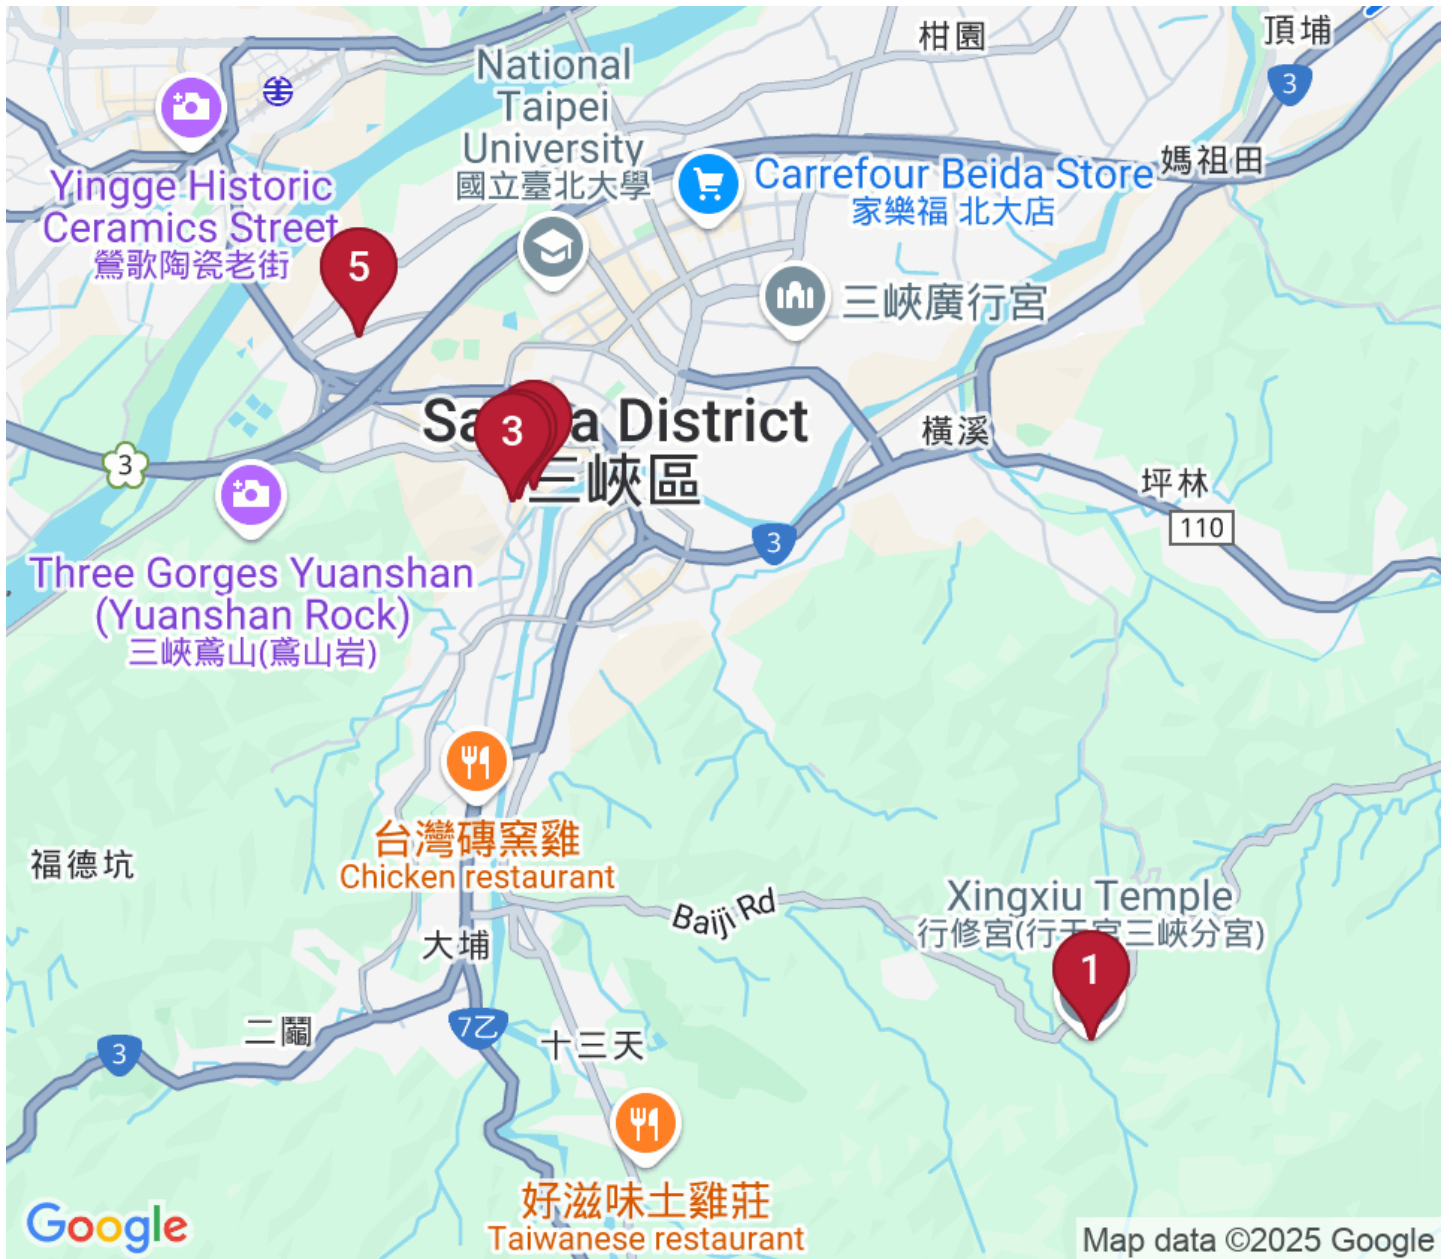 柑園
頂埔
3
National
Taipei
University
國立臺北大學
Carrefour Beida Store
家樂福 北大店
媽祖田
Yingge Historic
Ceramics Street
鶯歌陶瓷老街
5
三峽廣行宮
District
三峽區
3
橫溪
3
坪林
110
3
Three Gorges Yuanshan
(Yuanshan Rock)
三峽鳶山(鳶山岩)
台灣磚窯雞
Chicken restaurant
福德坑
Baiji Rd
Xingxiu Temple
行修宮(行天宮三峽分宮)
1
大埔
二鬮
3
7乙
十三天
好滋味土雞莊
Taiwanese restaurant
Google
Map data ©2025 Google